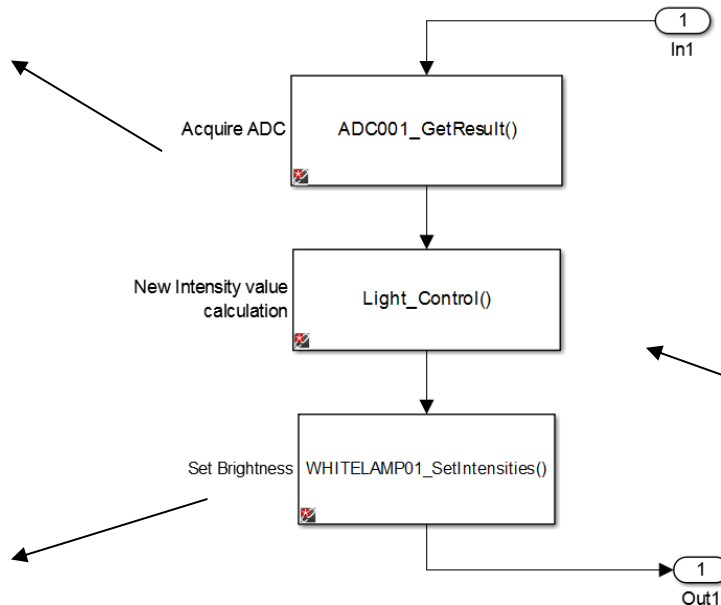 1
In1
Acquire ADC
ADC001_GetResult()
New Intensity value
calculation
Light_Control()
Set Brightness
WHITELAMP01_SetIntensities()
1
Out1